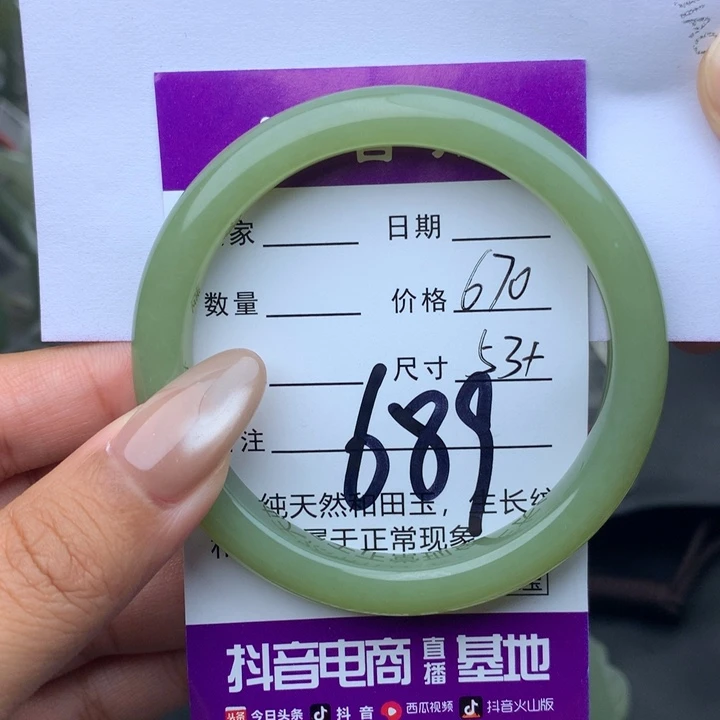 家 日期
数量 价格 670
尺寸 53+
注 689
纯天然和田玉，生长纹
属于正常现象
抖音电商 直播 基地
头条 今日头条 抖音 西瓜视频 抖音火山版